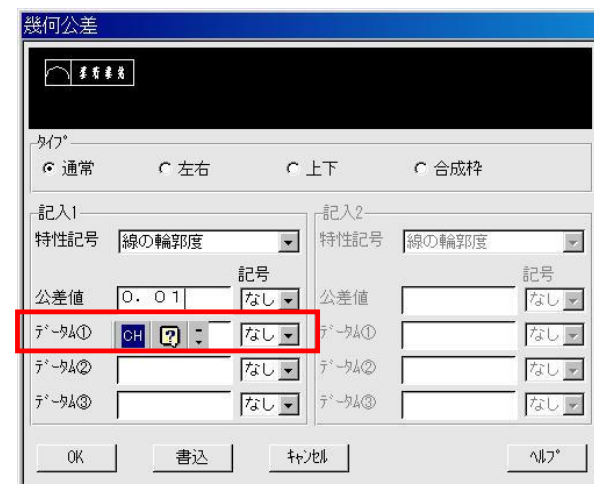 幾何公差
タイプ
通常 左右 上下 合成枠
記入1 記入2
特性記号 線の輪郭度 特性記号 線の輪郭度
記号 記号
公差値 0．01 なし 公差値 なし
データム① CH なし データム① なし
データム② なし データム② なし
データム③ なし データム③ なし
OK 書込 キャンセル ヘルプ